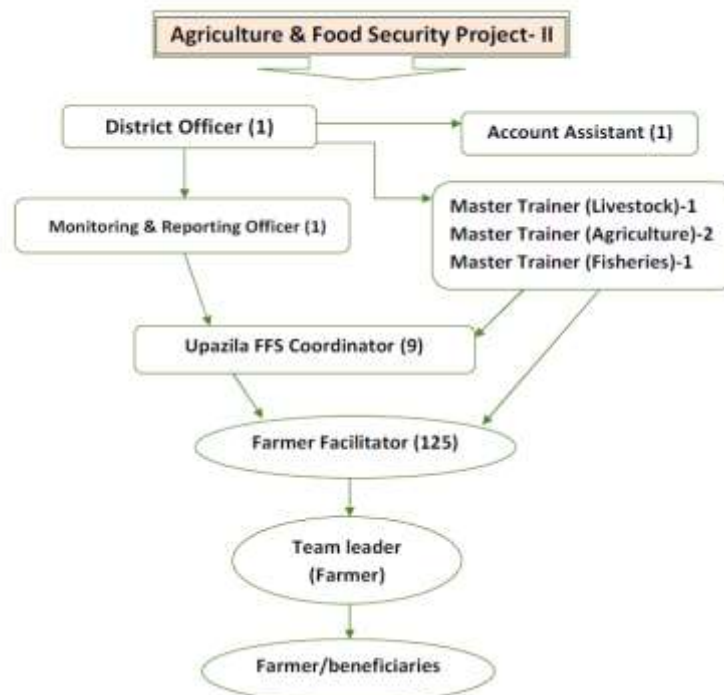 Agriculture & Food Security Project- II
District Officer (1)
Account Assistant (1)
Monitoring & Reporting Officer (1)
Master Trainer (Livestock)-1
Master Trainer (Agriculture)-2
Master Trainer (Fisheries)-1
Upazila FFS Coordinator (9)
Farmer Facilitator (125)
Team leader
(Farmer)
Farmer/beneficiaries